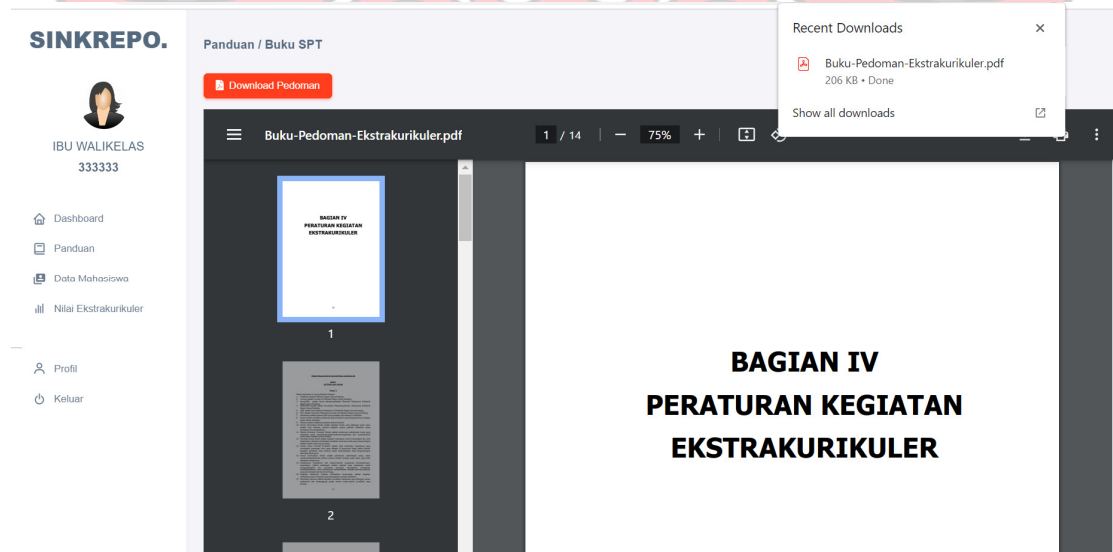 SINKREPO.
IBU WALIKELAS
333333
Dashboard
Panduan
Data Mahasiswa
Nilai Ekstrakurikuler
Profil
Keluar
Panduan / Buku SPT
Download Pedoman
Recent Downloads
Buku-Pedoman-Ekstrakurikuler.pdf
206 KB • Done
Show all downloads
Buku-Pedoman-Ekstrakurikuler.pdf
1 / 14
75%
BAGIAN IV
PERATURAN KEGIATAN
EKSTRAKURIKULER
1
2
BAGIAN IV
PERATURAN KEGIATAN
EKSTRAKURIKULER